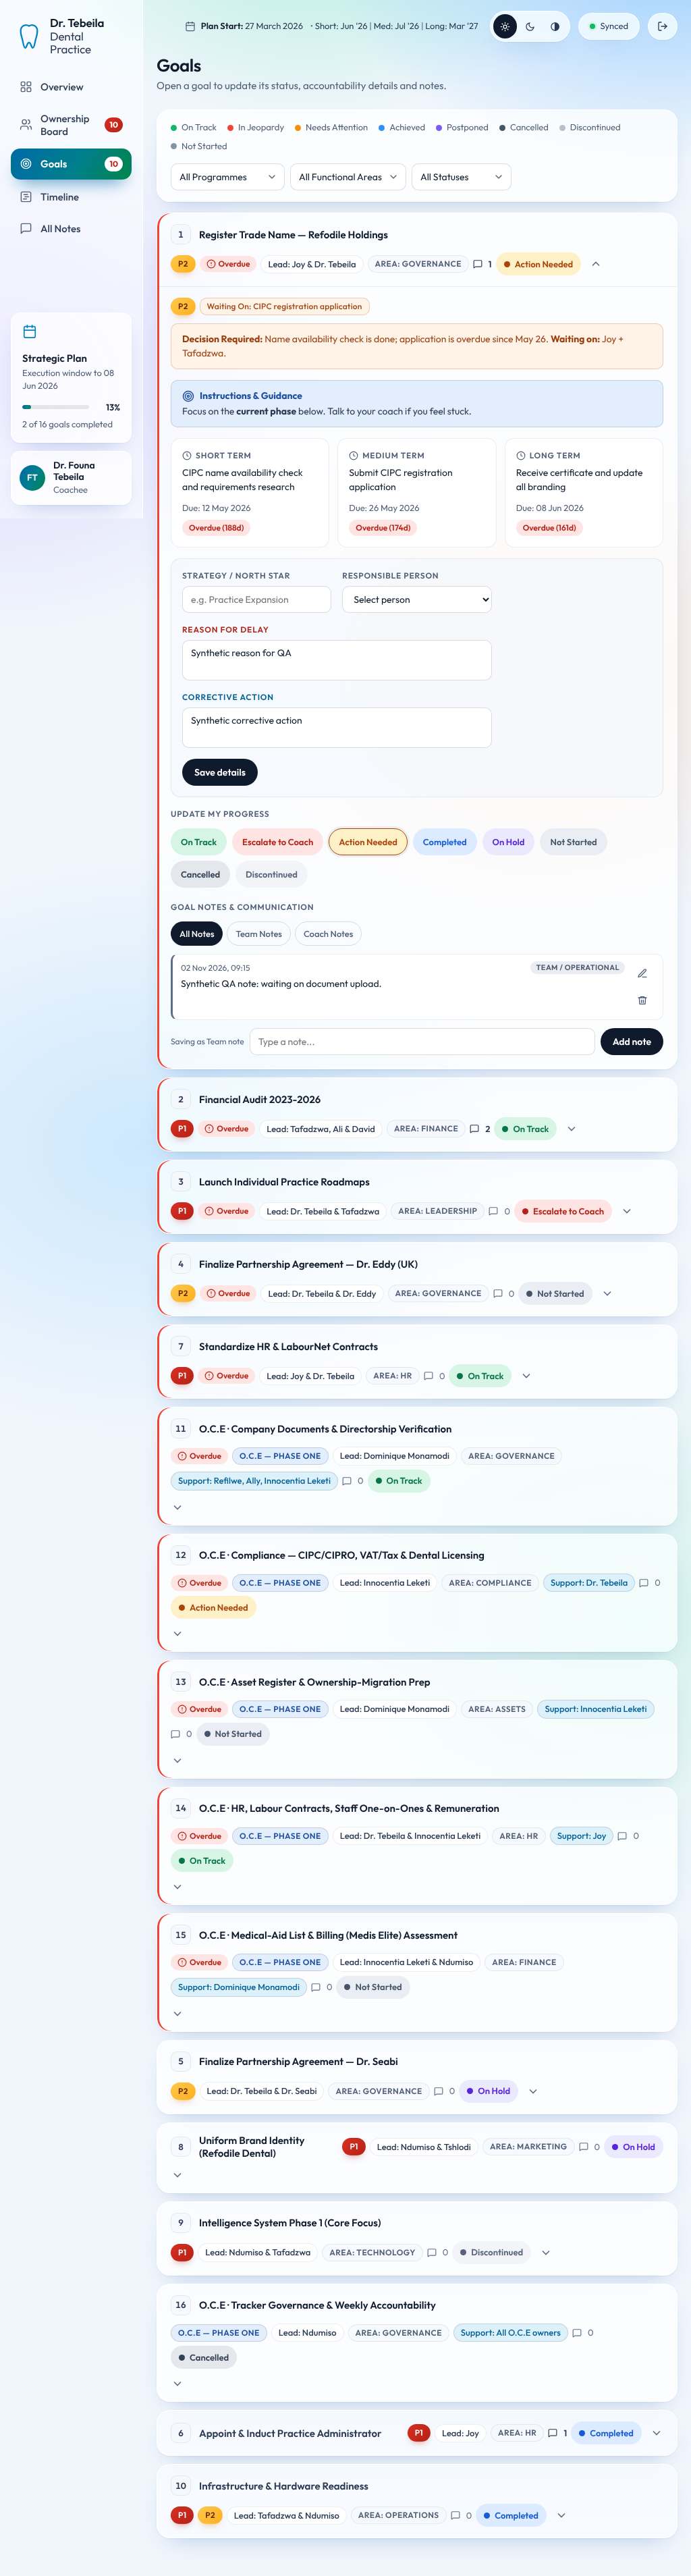 Dr. Tebeila
Dental
Practice
Overview
Ownership
Board
10
Goals
10
Timeline
All Notes
Strategic Plan
Execution window to 08
Jun 2026
13%
2 of 16 goals completed
FT
Dr. Founa
Tebeila
Coachee
Plan Start: 27 March 2026 · Short: Jun '26 | Med: Jul '26 | Long: Mar '27
Synced
Goals
Open a goal to update its status, accountability details and notes.
On Track In Jeopardy Needs Attention Achieved Postponed Cancelled Discontinued
Not Started
All Programmes All Functional Areas All Statuses
1 Register Trade Name — Refodile Holdings
P2 Overdue Lead: Joy & Dr. Tebeila AREA: GOVERNANCE 1 Action Needed
P2 Waiting On: CIPC registration application
Decision Required: Name availability check is done; application is overdue since May 26. Waiting on: Joy +
Tafadzwa.
Instructions & Guidance
Focus on the current phase below. Talk to your coach if you feel stuck.
SHORT TERM
CIPC name availability check
and requirements research
Due: 12 May 2026
Overdue (188d)
MEDIUM TERM
Submit CIPC registration
application
Due: 26 May 2026
Overdue (174d)
LONG TERM
Receive certificate and update
all branding
Due: 08 Jun 2026
Overdue (161d)
STRATEGY / NORTH STAR RESPONSIBLE PERSON
e.g. Practice Expansion Select person
REASON FOR DELAY
Synthetic reason for QA
CORRECTIVE ACTION
Synthetic corrective action
Save details
UPDATE MY PROGRESS
On Track Escalate to Coach Action Needed Completed On Hold Not Started
Cancelled Discontinued
GOAL NOTES & COMMUNICATION
All Notes Team Notes Coach Notes
02 Nov 2026, 09:15 TEAM / OPERATIONAL
Synthetic QA note: waiting on document upload.
Saving as Team note Type a note... Add note
2 Financial Audit 2023-2026
P1 Overdue Lead: Tafadzwa, Ali & David AREA: FINANCE 2 On Track
3 Launch Individual Practice Roadmaps
P1 Overdue Lead: Dr. Tebeila & Tafadzwa AREA: LEADERSHIP 0 Escalate to Coach
4 Finalize Partnership Agreement — Dr. Eddy (UK)
P2 Overdue Lead: Dr. Tebeila & Dr. Eddy AREA: GOVERNANCE 0 Not Started
7 Standardize HR & LabourNet Contracts
P1 Overdue Lead: Joy & Dr. Tebeila AREA: HR 0 On Track
11 O.C.E · Company Documents & Directorship Verification
Overdue O.C.E — PHASE ONE Lead: Dominique Monamodi AREA: GOVERNANCE
Support: Refilwe, Ally, Innocentia Leketi 0 On Track
12 O.C.E · Compliance — CIPC/CIPRO, VAT/Tax & Dental Licensing
Overdue O.C.E — PHASE ONE Lead: Innocentia Leketi AREA: COMPLIANCE Support: Dr. Tebeila 0
Action Needed
13 O.C.E · Asset Register & Ownership-Migration Prep
Overdue O.C.E — PHASE ONE Lead: Dominique Monamodi AREA: ASSETS Support: Innocentia Leketi
0 Not Started
14 O.C.E · HR, Labour Contracts, Staff One-on-Ones & Remuneration
Overdue O.C.E — PHASE ONE Lead: Dr. Tebeila & Innocentia Leketi AREA: HR Support: Joy 0
On Track
15 O.C.E · Medical-Aid List & Billing (Medis Elite) Assessment
Overdue O.C.E — PHASE ONE Lead: Innocentia Leketi & Ndumiso AREA: FINANCE
Support: Dominique Monamodi 0 Not Started
5 Finalize Partnership Agreement — Dr. Seabi
P2 Lead: Dr. Tebeila & Dr. Seabi AREA: GOVERNANCE 0 On Hold
8 Uniform Brand Identity
(Refodile Dental) P1 Lead: Ndumiso & Tshlodi AREA: MARKETING 0 On Hold
9 Intelligence System Phase 1 (Core Focus)
P1 Lead: Ndumiso & Tafadzwa AREA: TECHNOLOGY 0 Discontinued
16 O.C.E · Tracker Governance & Weekly Accountability
O.C.E — PHASE ONE Lead: Ndumiso AREA: GOVERNANCE Support: All O.C.E owners 0
Cancelled
6 Appoint & Induct Practice Administrator P1 Lead: Joy AREA: HR 1 Completed
10 Infrastructure & Hardware Readiness
P1 P2 Lead: Tafadzwa & Ndumiso AREA: OPERATIONS 0 Completed